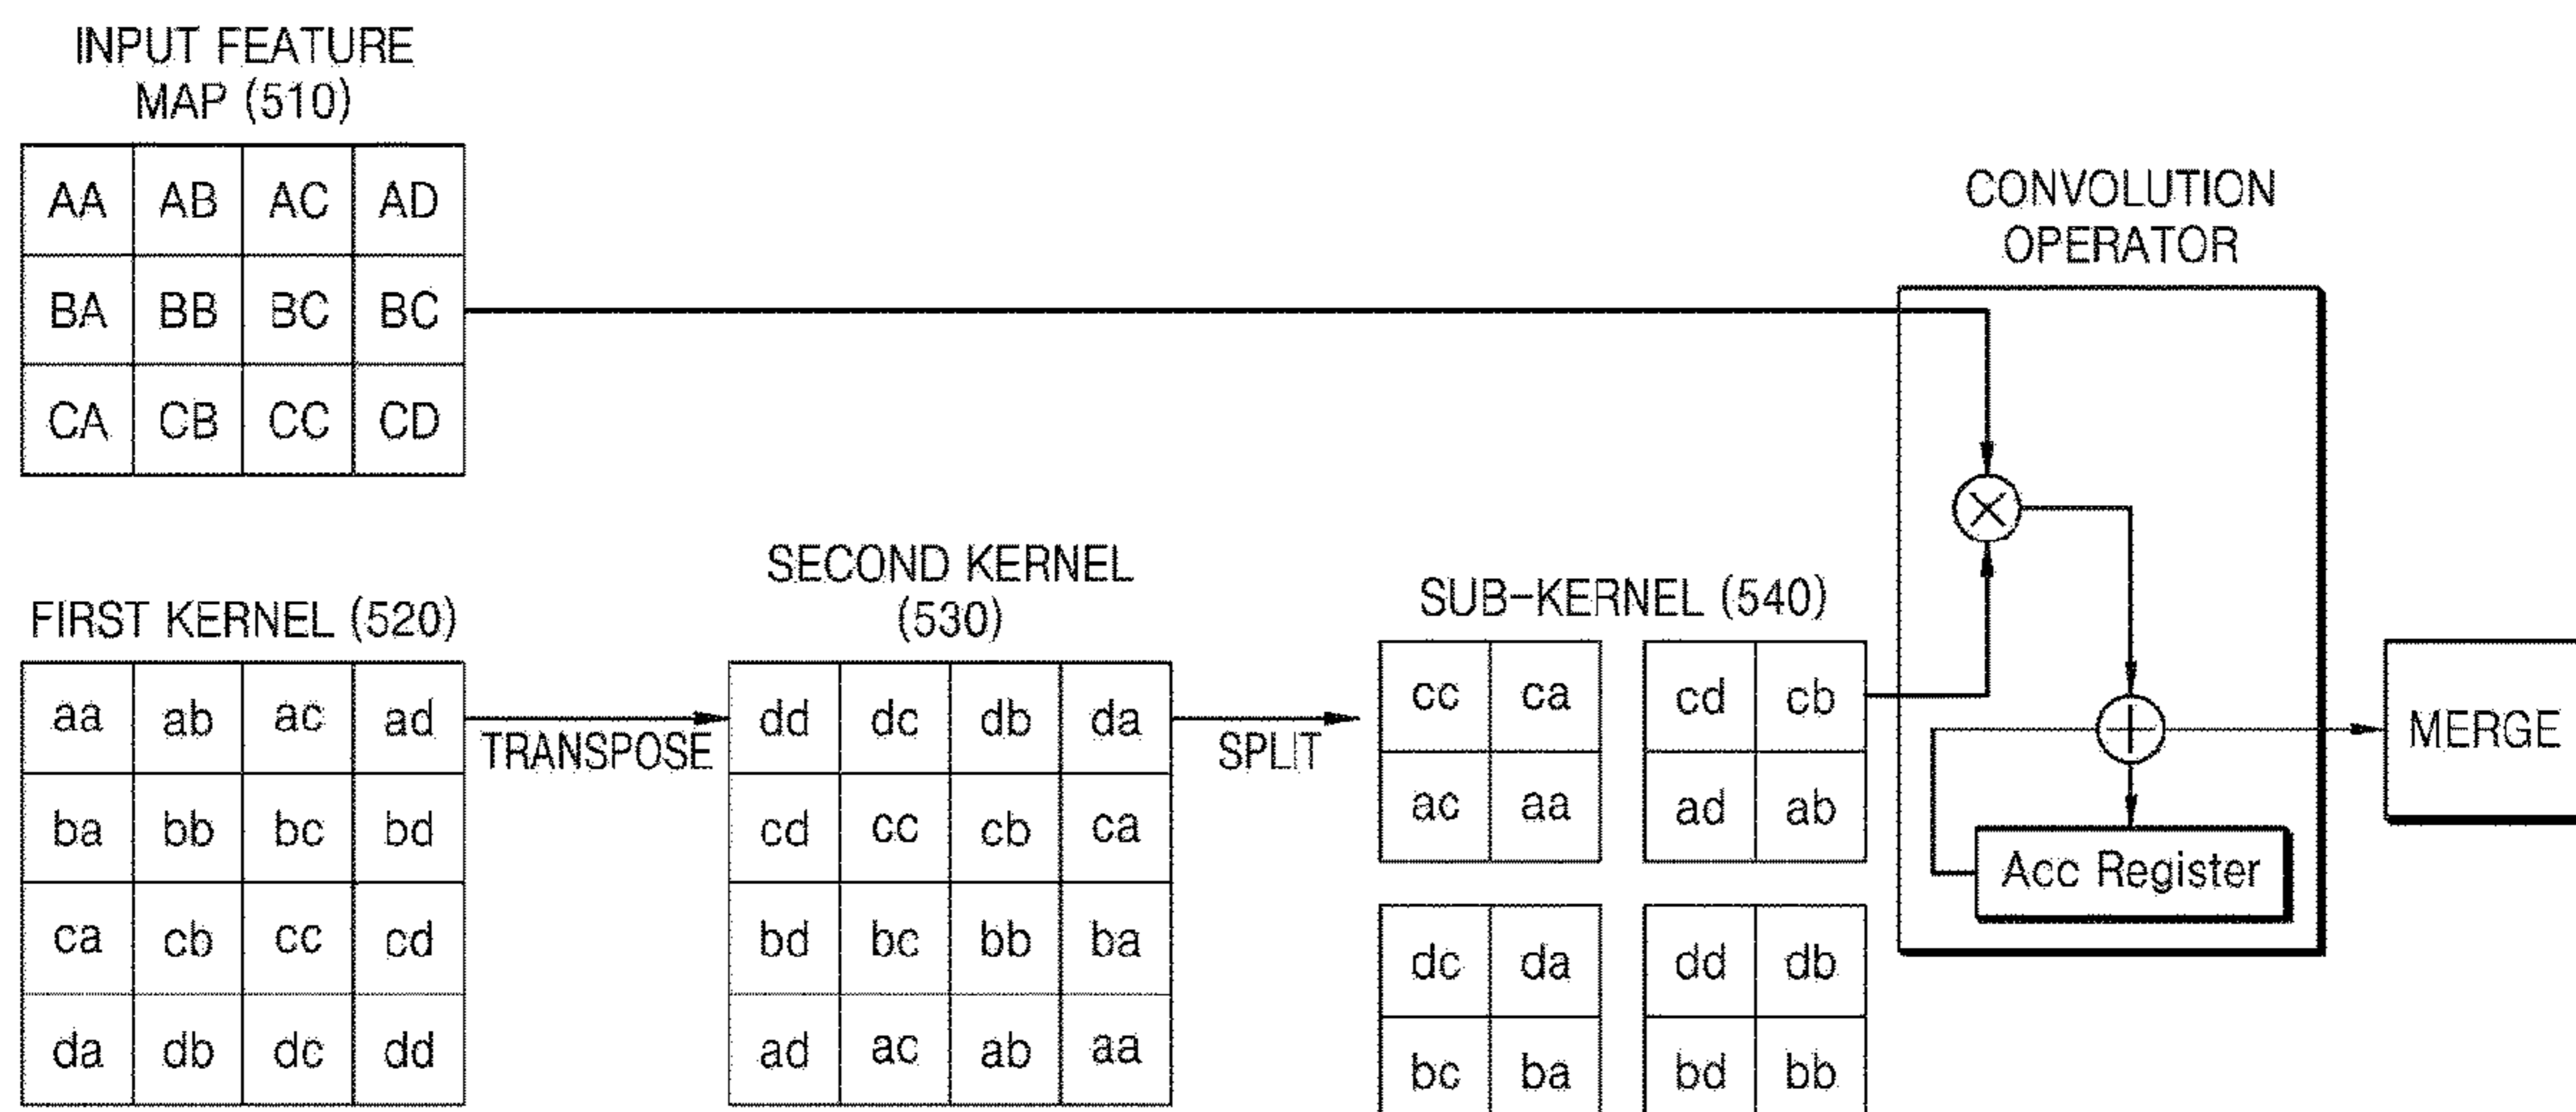 INPUT FEATURE
MAP (510)
AA AB AC AD
BA BB BC BC
CA CB CC CD
CONVOLUTION
OPERATOR
FIRST KERNEL (520)
aa ab ac ad
ba bb bc bd
ca cb cc cd
da db dc dd
TRANSPOSE
SECOND KERNEL
(530)
dd dc db da
cd cc cb ca
bd bc bb ba
ad ac ab aa
SPLIT
SUB-KERNEL (540)
cc ca cd cb
ac aa ad ab
dc da dd db
bc ba bd bb
Acc Register
MERGE